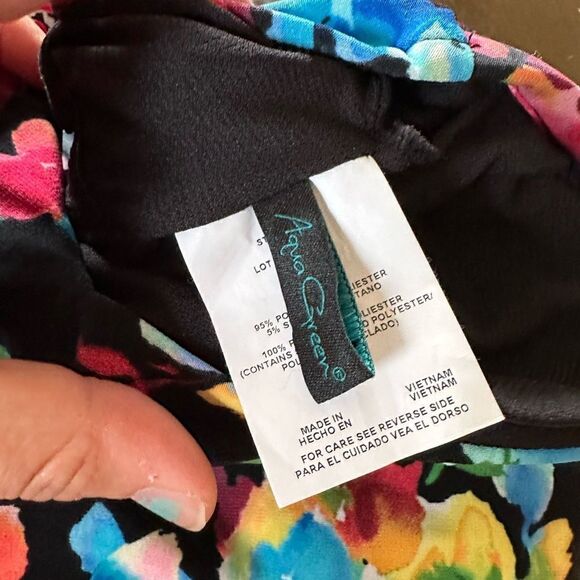 Aqua Green®
ST
LOT
LIESTER
ITANO
95% PO LIESTER
5% S
100% P O POLYESTER/
(CONTAINS
POL CLADO)
MADE IN VIETNAM
HECHO EN VIETNAM
FOR CARE SEE REVERSE SIDE
PARA EL CUIDADO VEA EL DORSO